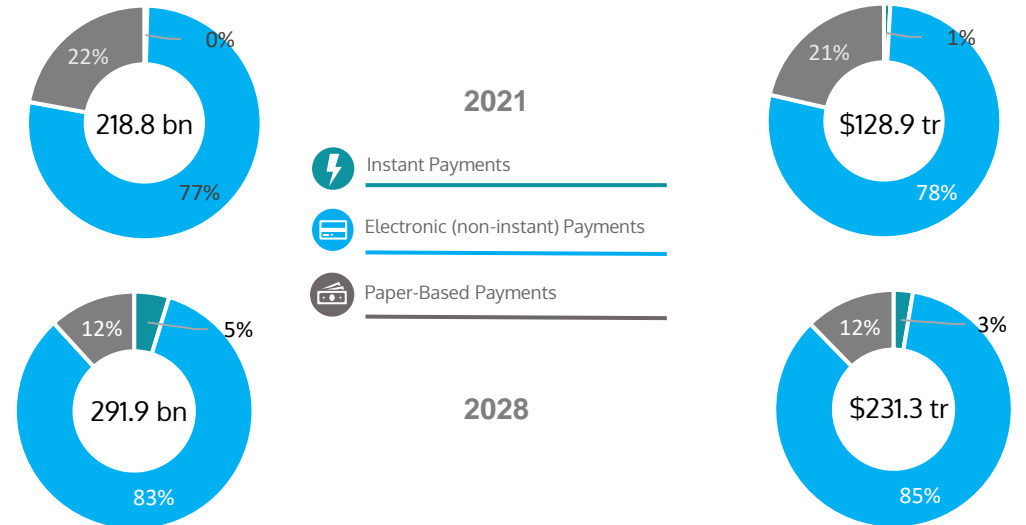 22%
0%
218.8 bn
77%
2021
Instant Payments
Electronic (non-instant) Payments
Paper-Based Payments
21%
1%
$128.9 tr
78%
12%
5%
291.9 bn
83%
2028
12%
3%
$231.3 tr
85%